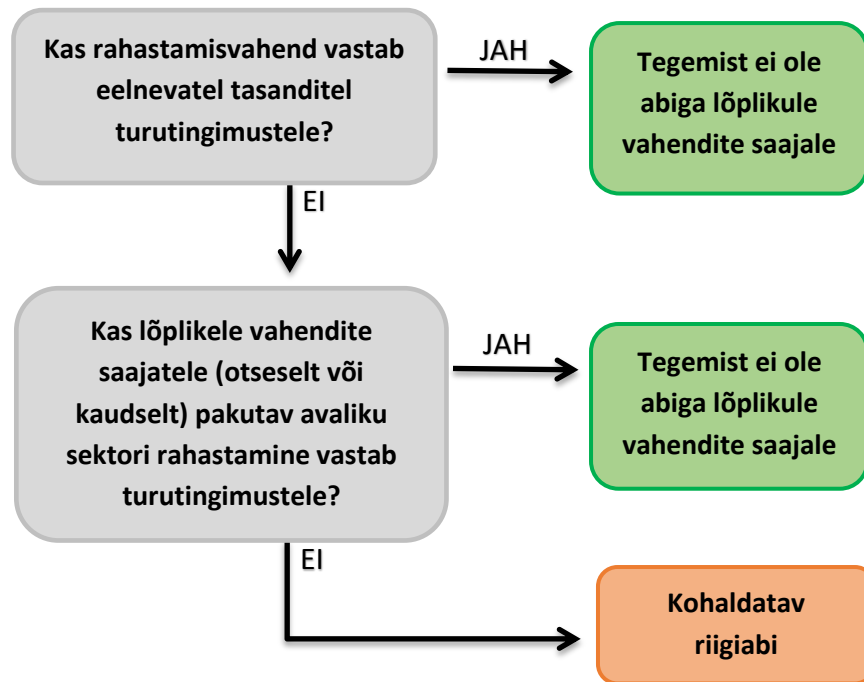 Kas rahastamisvahend vastab
eelnevatel tasanditel
turutingimustele?
JAH
Tegemist ei ole
abiga lõplikule
vahendite saajale
EI
Kas lõplikele vahendite
saajatele (otseselt või
kaudselt) pakutav avaliku
sektori rahastamine vastab
turutingimustele?
JAH
Tegemist ei ole
abiga lõplikule
vahendite saajale
EI
Kohaldatav
riigiabi